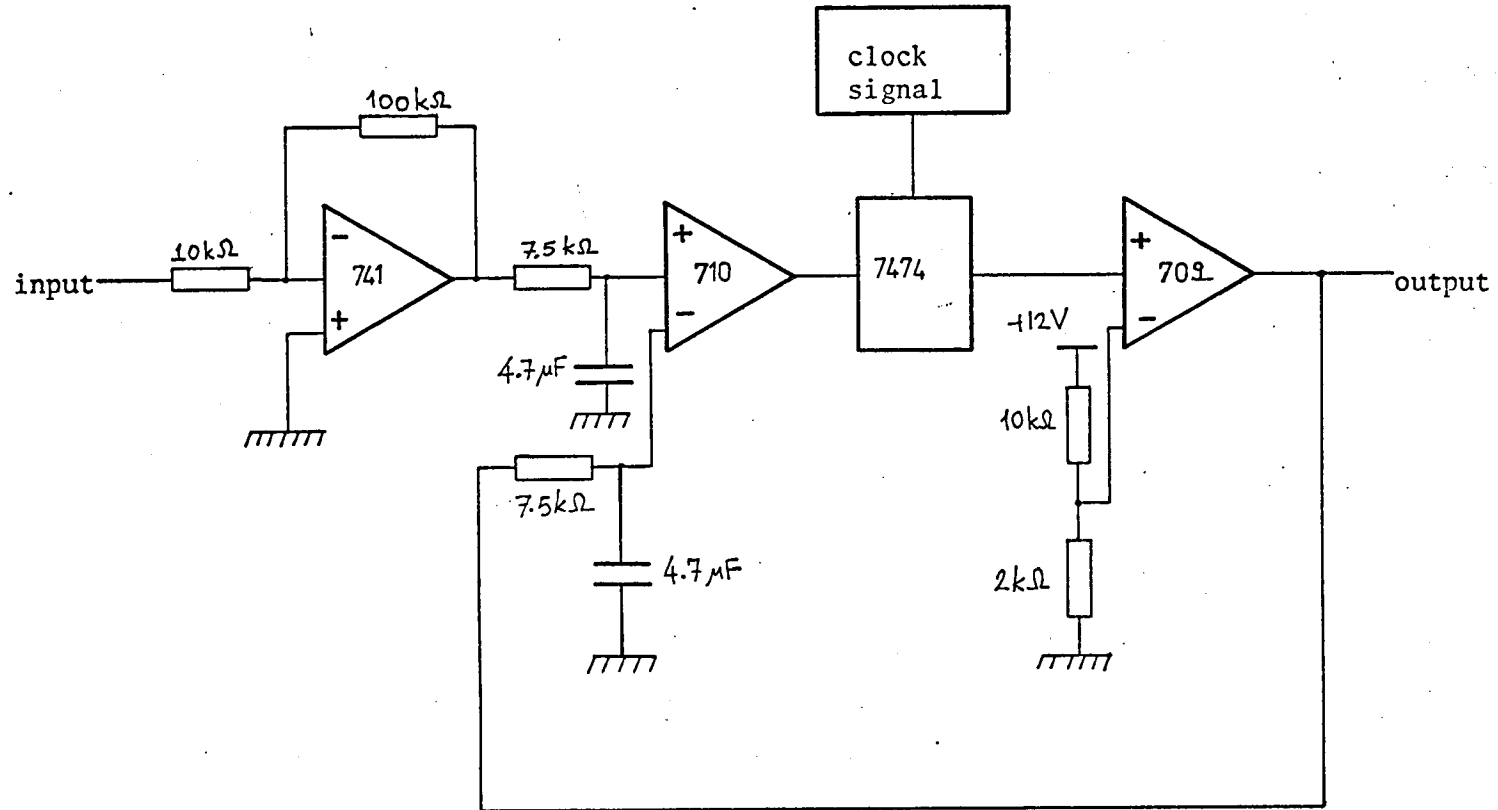 clock
signal
100kΩ
10kΩ
input
-
741
+
7.5kΩ
+
710
-
4.7μF
7474
+
709
-
output
+12V
10kΩ
2kΩ
7.5kΩ
4.7μF